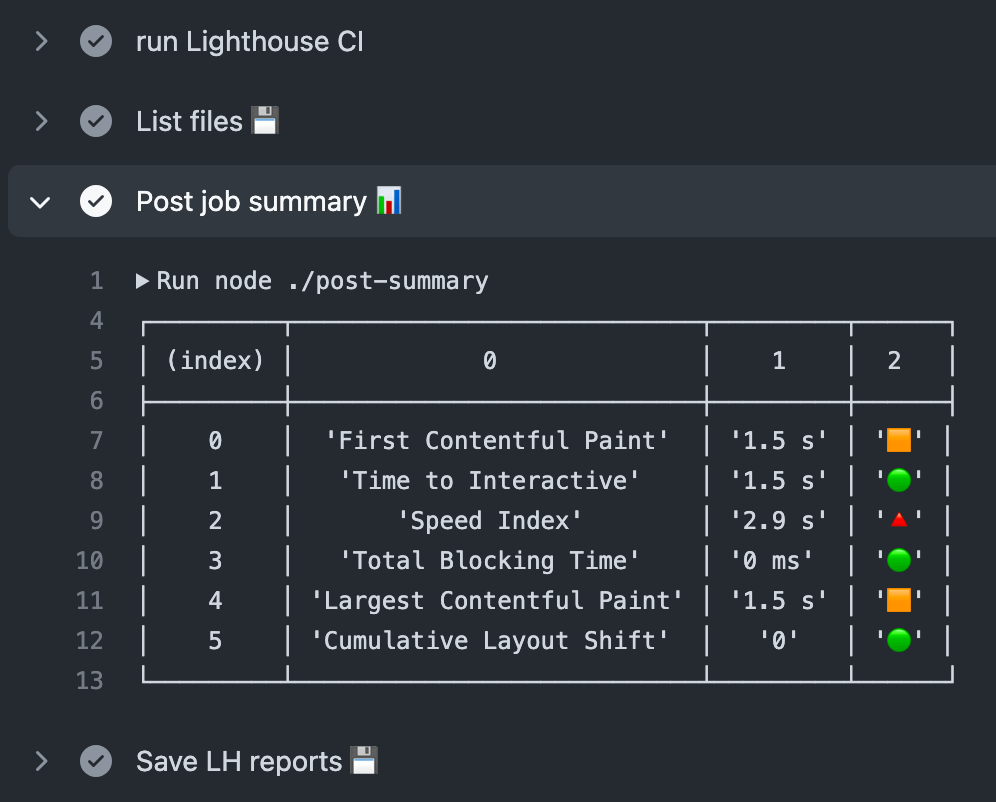 run Lighthouse CI
List files 💾
Post job summary 📊
1 ▶ Run node ./post-summary
4 ┌─────────┬────────────────────────────┬─────────┬──────┐
5 │ (index) │ 0 │ 1 │ 2 │
6 ├─────────┼────────────────────────────┼─────────┼──────┤
7 │ 0 │ 'First Contentful Paint' │ '1.5 s' │ '🟧' │
8 │ 1 │ 'Time to Interactive' │ '1.5 s' │ '🟢' │
9 │ 2 │ 'Speed Index' │ '2.9 s' │ '🔺' │
10 │ 3 │ 'Total Blocking Time' │ '0 ms' │ '🟢' │
11 │ 4 │ 'Largest Contentful Paint' │ '1.5 s' │ '🟧' │
12 │ 5 │ 'Cumulative Layout Shift' │ '0' │ '🟢' │
13 └─────────┴────────────────────────────┴─────────┴──────┘
Save LH reports 💾